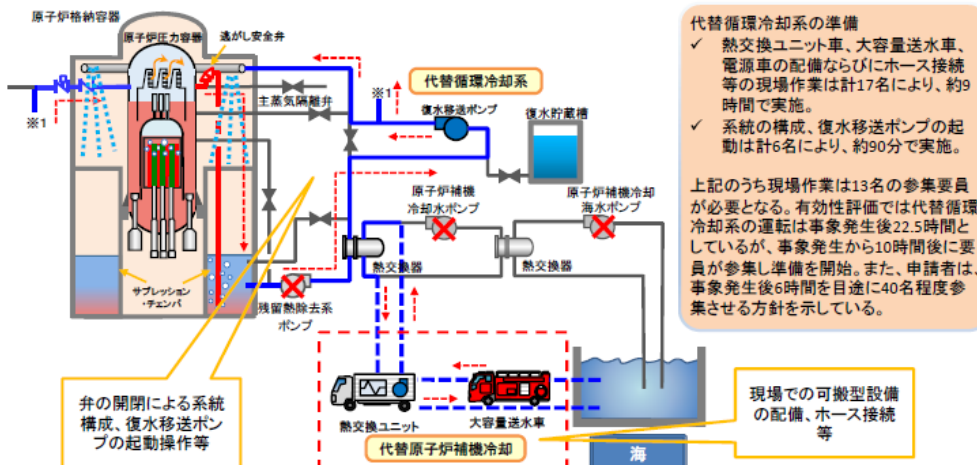 原子炉格納容器
原子炉圧力容器
逃がし安全弁
※1
主蒸気隔離弁
代替循環冷却系
※1
復水移送ポンプ
復水貯蔵槽
原子炉補機
冷却水ポンプ
原子炉補機冷却
海水ポンプ
熱交換器
熱交換器
サプレッション
・チェンバ
残留熱除去系
ポンプ
弁の開閉による系統
構成、復水移送ポン
プの起動操作等
熱交換ユニット
大容量送水車
代替原子炉補機冷却
海
現場での可搬型設備
の配備、ホース接続
等
代替循環冷却系の準備
✓ 熱交換ユニット車、大容量送水車、
電源車の配備ならびにホース接続
等の現場作業は計17名により、約9
時間で実施。
✓ 系統の構成、復水移送ポンプの起
動は計6名により、約90分で実施。
上記のうち現場作業は13名の参集要員
が必要となる。有効性評価では代替循環
冷却系の運転は事象発生後22.5時間と
しているが、事象発生から10時間後に要
員が参集し準備を開始。また、申請者は、
事象発生後6時間を目途に40名程度参
集させる方針を示している。